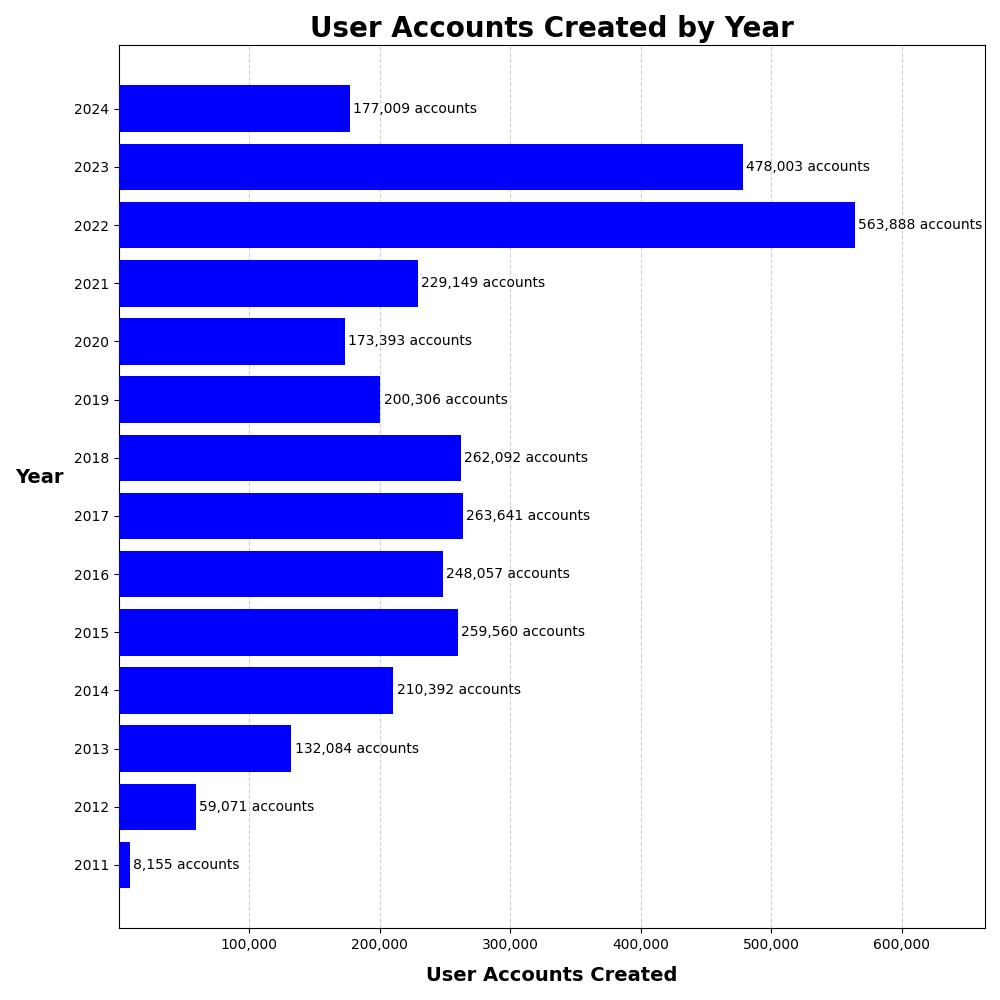 User Accounts Created by Year
2024 177,009 accounts
2023 478,003 accounts
2022 563,888 accounts
2021 229,149 accounts
2020 173,393 accounts
2019 200,306 accounts
2018 262,092 accounts
Year
2017 263,641 accounts
2016 248,057 accounts
2015 259,560 accounts
2014 210,392 accounts
2013 132,084 accounts
2012 59,071 accounts
2011 8,155 accounts
100,000 200,000 300,000 400,000 500,000 600,000
User Accounts Created